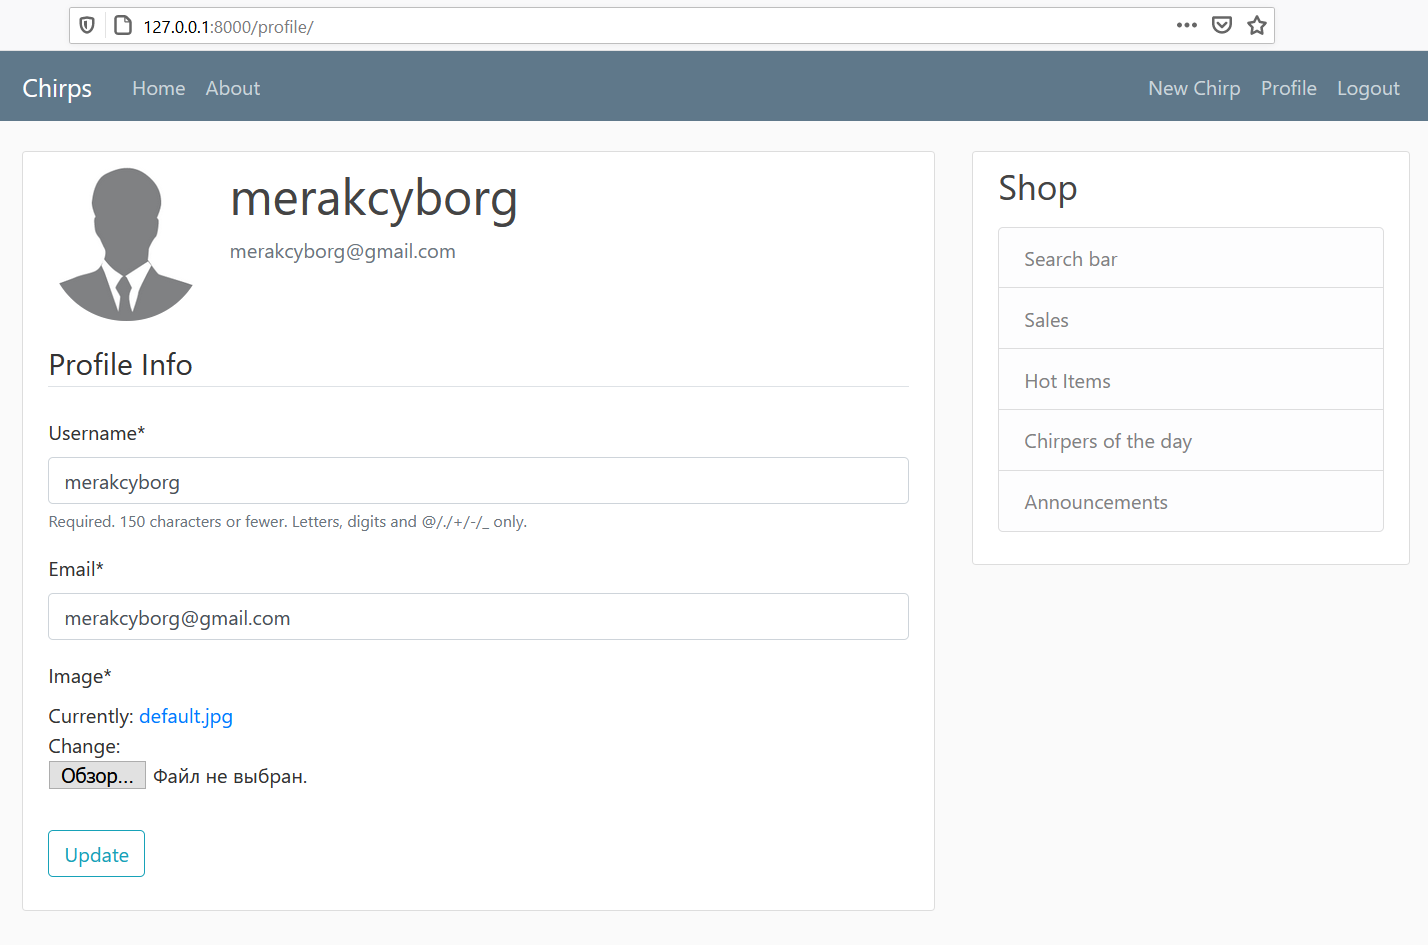 127.0.0.1:8000/profile/
Chirps Home About New Chirp Profile Logout
merakcyborg
merakcyborg@gmail.com
Profile Info
Username*
merakcyborg
Required. 150 characters or fewer. Letters, digits and @/./+/-/_ only.
Email*
merakcyborg@gmail.com
Image*
Currently: default.jpg
Change:
Обзор... Файл не выбран.
Update
Shop
Search bar
Sales
Hot Items
Chirpers of the day
Announcements